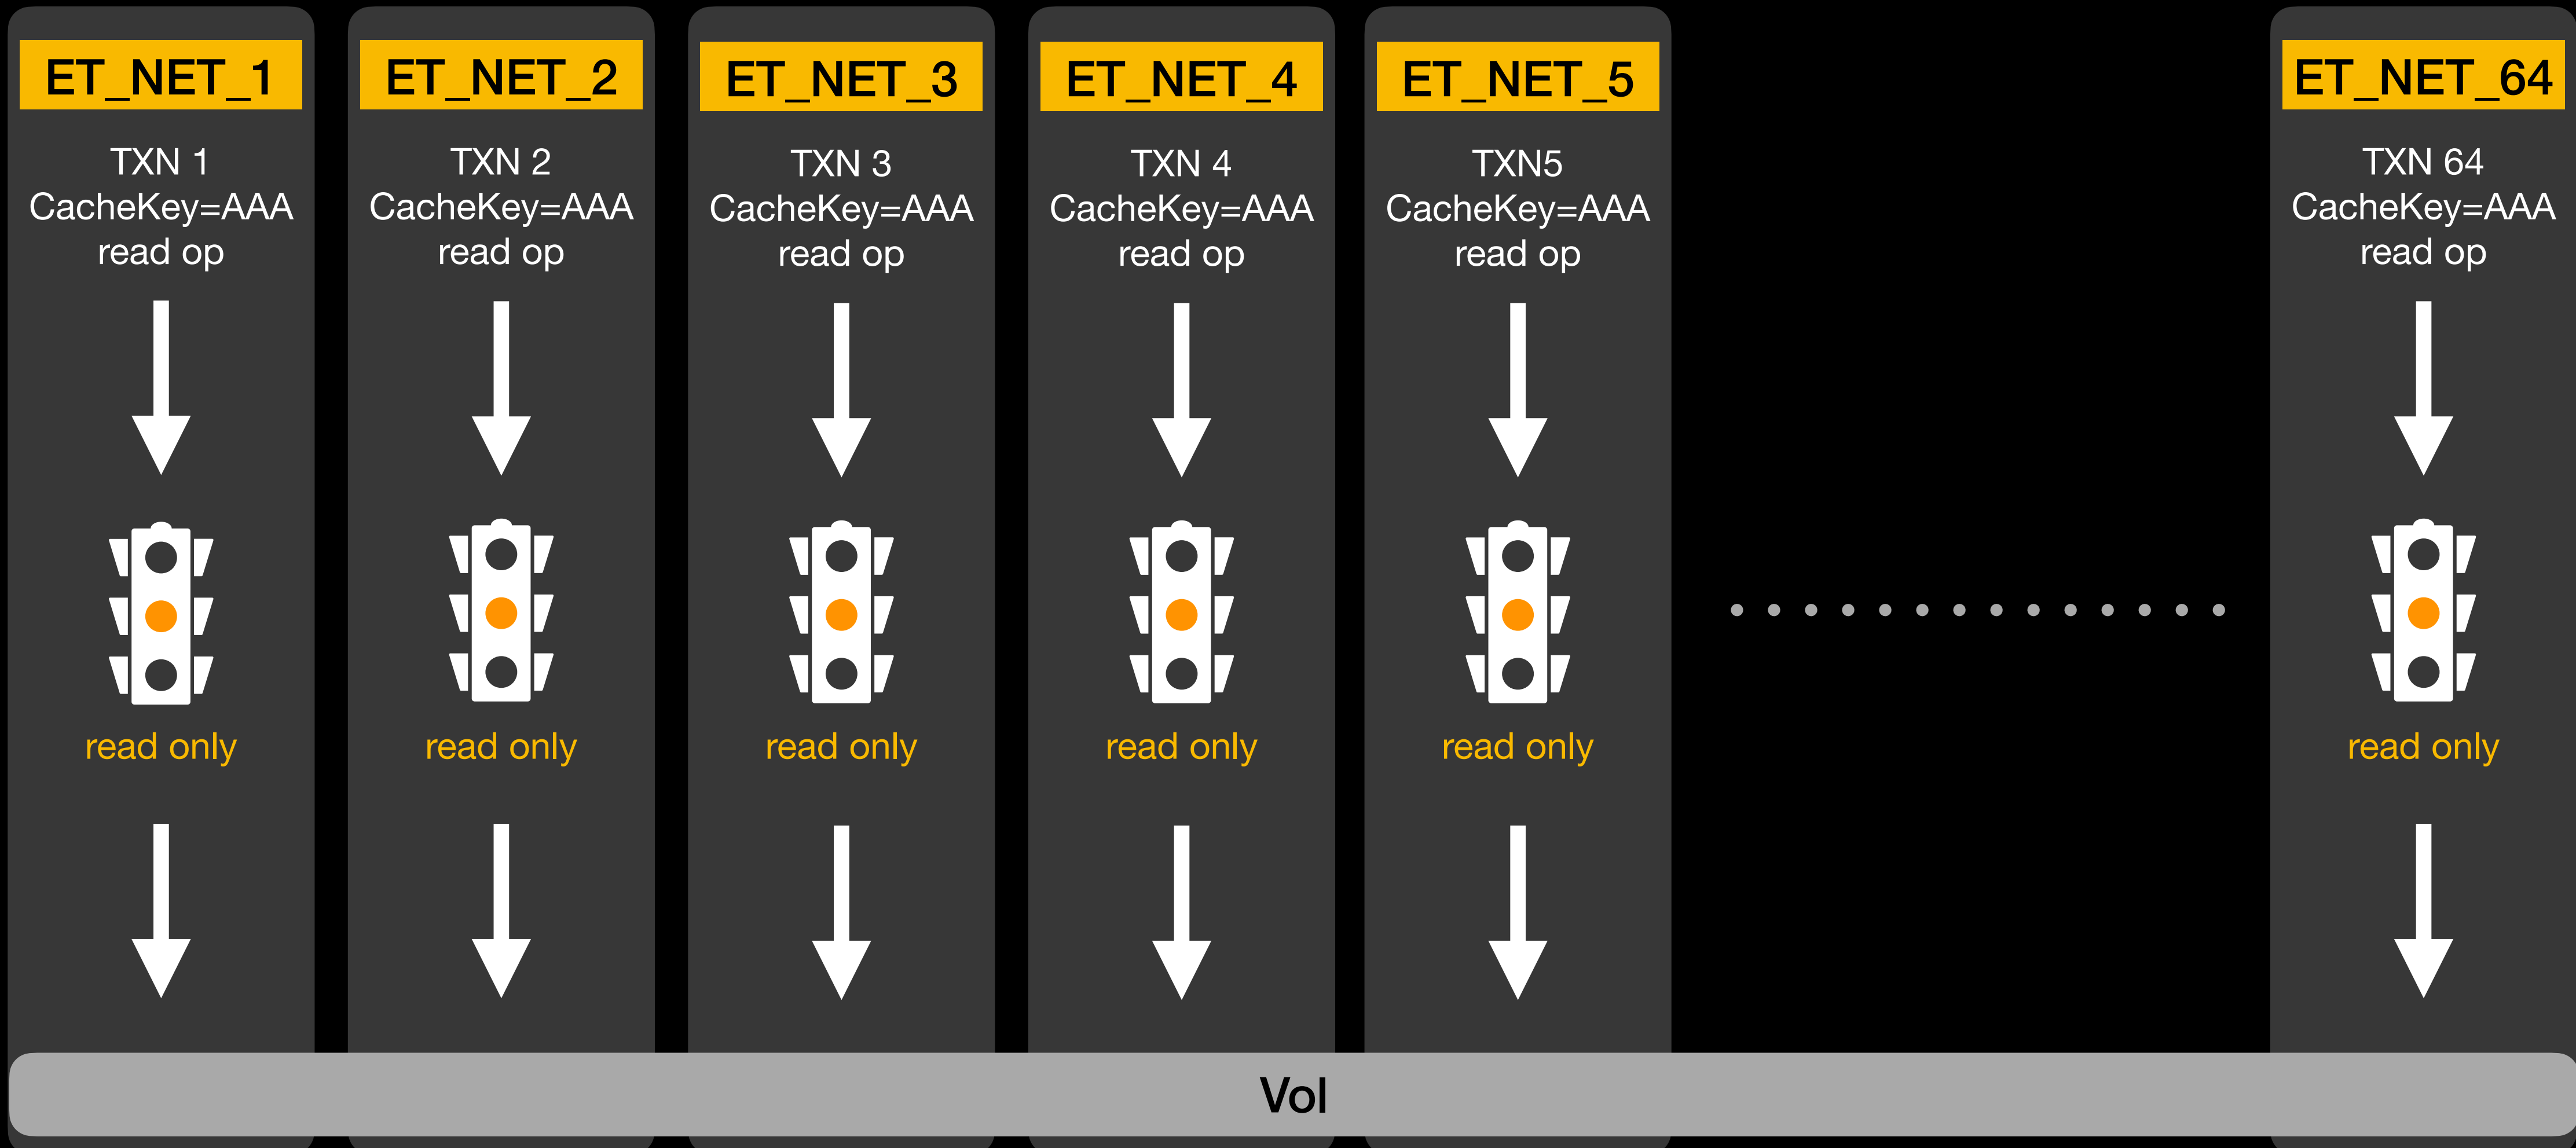 ET_NET_1
TXN 1
CacheKey=AAA
read op
read only
ET_NET_2
TXN 2
CacheKey=AAA
read op
read only
ET_NET_3
TXN 3
CacheKey=AAA
read op
read only
ET_NET_4
TXN 4
CacheKey=AAA
read op
read only
ET_NET_5
TXN5
CacheKey=AAA
read op
read only
ET_NET_64
TXN 64
CacheKey=AAA
read op
read only
Vol